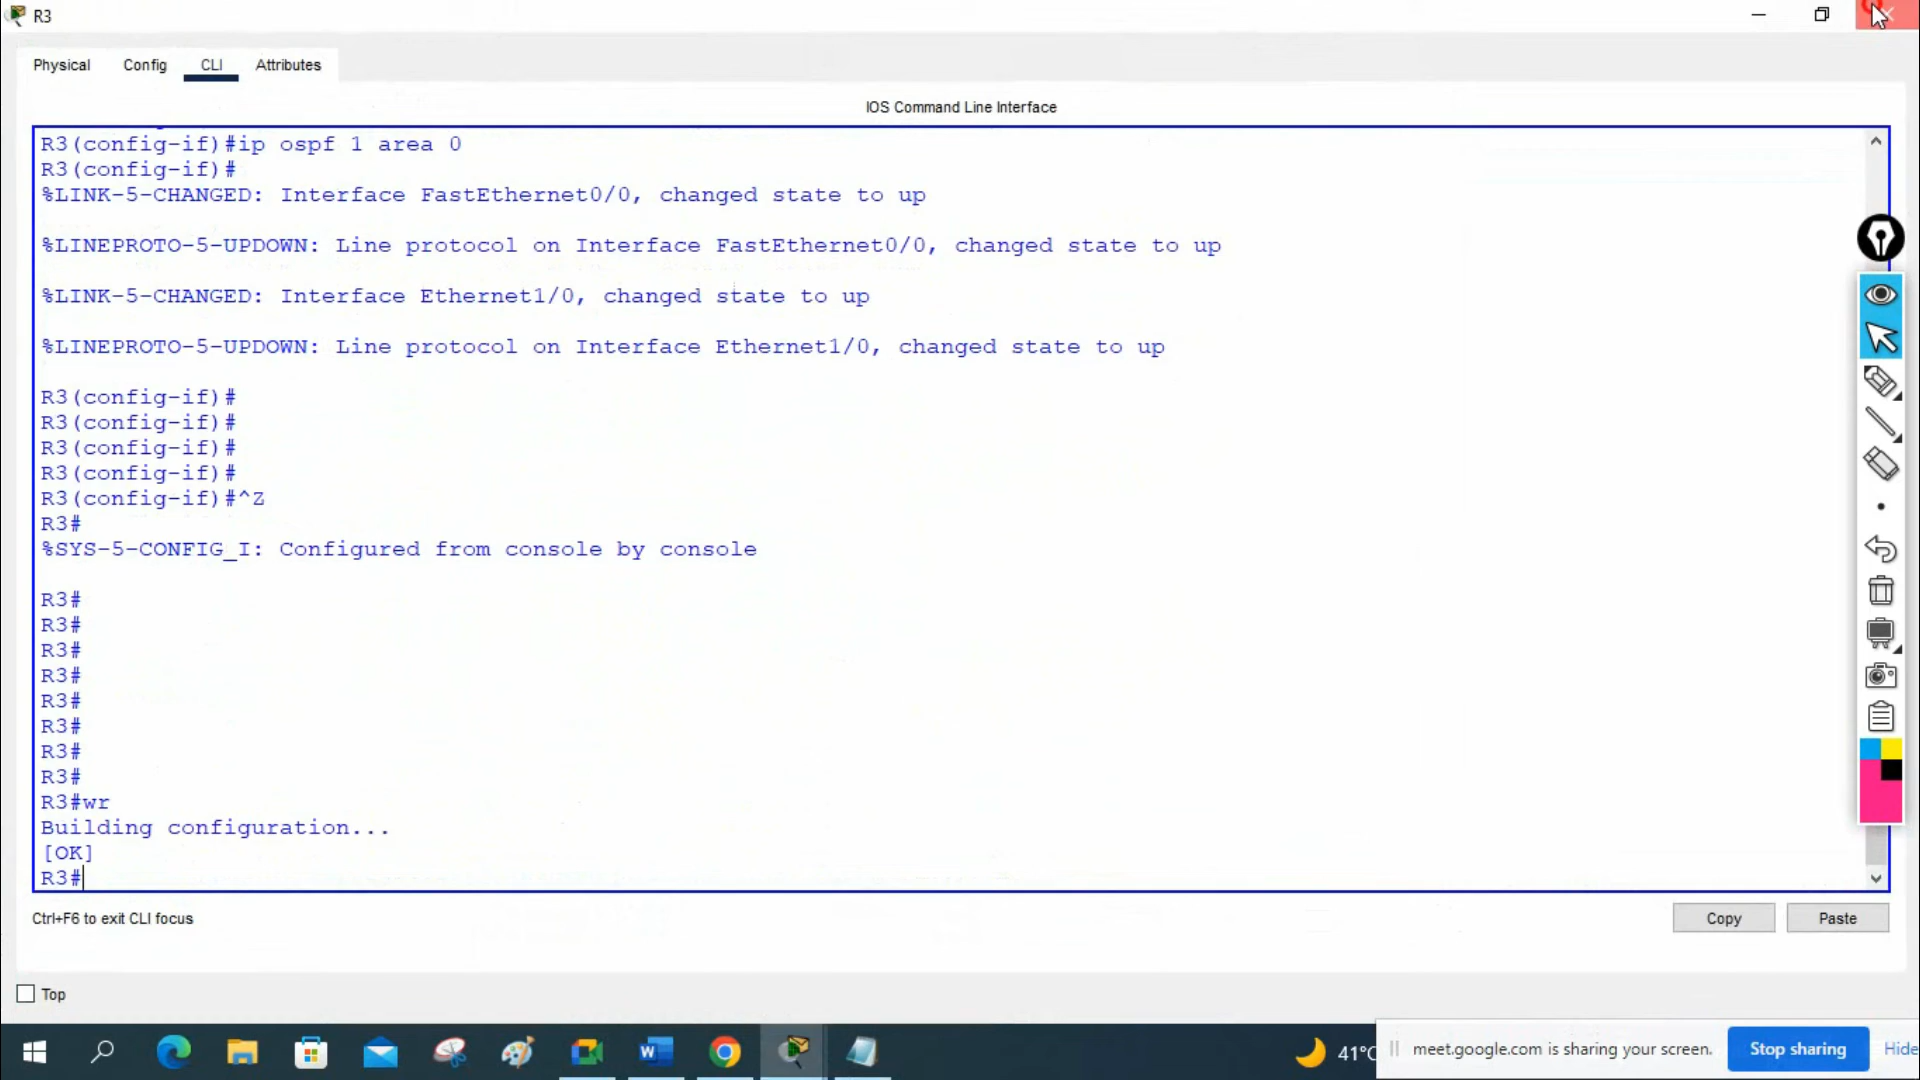 R3
Physical Config CLI Attributes
IOS Command Line Interface
R3(config-if)#ip ospf 1 area 0
R3(config-if)#
%LINK-5-CHANGED: Interface FastEthernet0/0, changed state to up
%LINEPROTO-5-UPDOWN: Line protocol on Interface FastEthernet0/0, changed state to up
%LINK-5-CHANGED: Interface Ethernet1/0, changed state to up
%LINEPROTO-5-UPDOWN: Line protocol on Interface Ethernet1/0, changed state to up
R3(config-if)#
R3(config-if)#
R3(config-if)#
R3(config-if)#
R3(config-if)#^Z
R3#
%SYS-5-CONFIG_I: Configured from console by console
R3#
R3#
R3#
R3#
R3#
R3#
R3#
R3#
R3#wr
Building configuration...
[OK]
R3#
Ctrl+F6 to exit CLI focus
Copy Paste
Top
41°C meet.google.com is sharing your screen. Stop sharing Hide